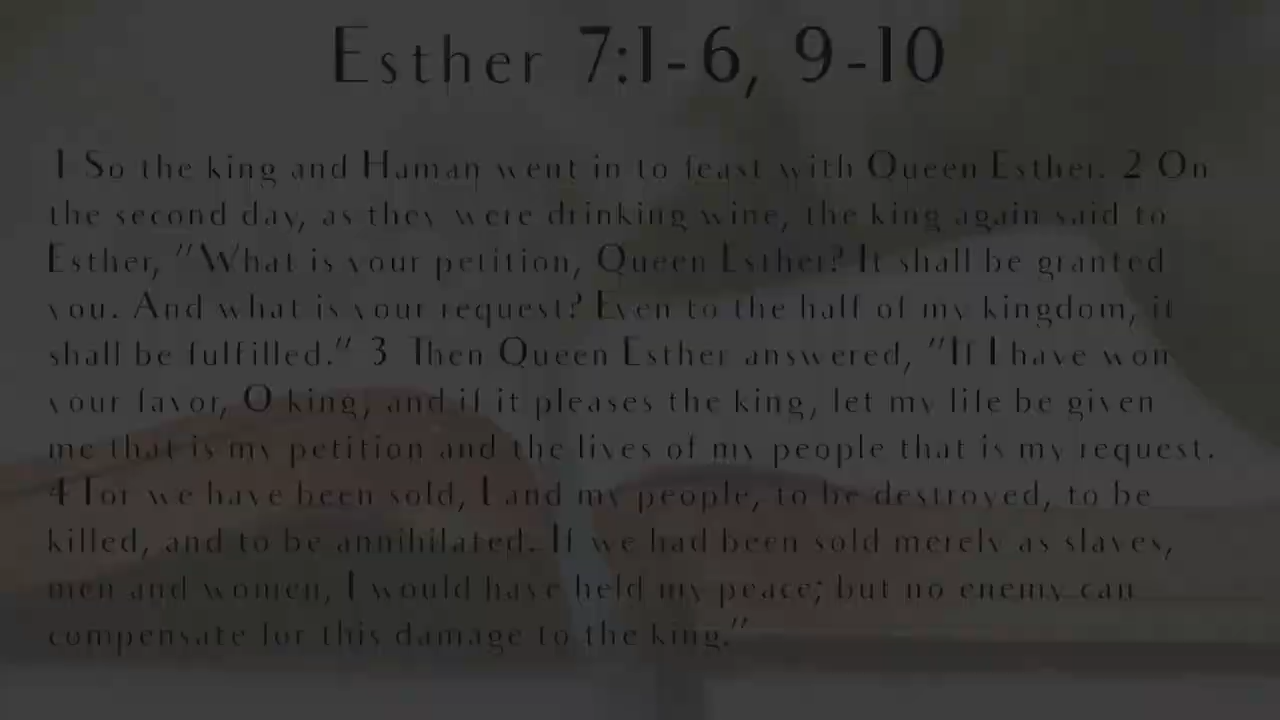 Esther 7:1-6, 9-10
1 So the king and Haman went in to feast with Queen Esther. 2 On
the second day, as they were drinking wine, the king again said to
Esther, "What is your petition, Queen Esther? It shall be granted
you. And what is your request? Even to the half of my kingdom, it
shall be fulfilled." 3 Then Queen Esther answered, "If I have won
your favor, O king, and if it pleases the king, let my life be given
me that is my petition and the lives of my people that is my request.
4 For we have been sold, I and my people, to be destroyed, to be
killed, and to be annihilated. If we had been sold merely as slaves,
men and women, I would have held my peace; but no enemy can
compensate for this damage to the king."